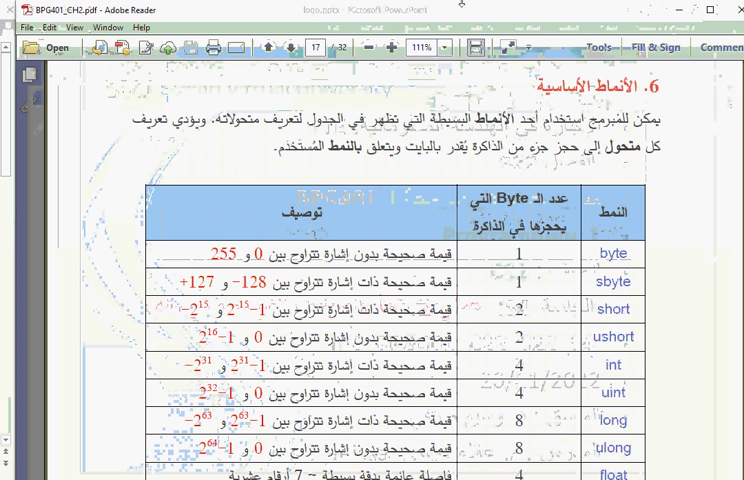 BPG401_CH2.pdf - Adobe Reader
logo.pptx - Microsoft PowerPoint
File Edit View Window Help
Open 17 / 32 111% Tools Fill & Sign Commen
6. الأنماط الأساسية
يمكن للمبرمج استخدام أحد الأنماط البسيطة التي تظهر في الجدول لتعريف متحولاته. ويؤدي تعريف
كل متحول إلى حجز جزء من الذاكرة يُقدر بالبايت ويتعلق بالنمط المُستخدم.
النمط عدد الـ Byte التي يحجزها في الذاكرة توصيف
byte 1 قيمة صحيحة بدون إشارة تتراوح بين 0 و 255
sbyte 1 قيمة صحيحة ذات إشارة تتراوح بين 128− و 127+
short 2 قيمة صحيحة ذات إشارة تتراوح بين 2^-15-1 و −2^15
ushort 2 قيمة صحيحة بدون إشارة تتراوح بين 0 و 2^16-1
int 4 قيمة صحيحة ذات إشارة تتراوح بين 2^31-1 و −2^31
uint 4 قيمة صحيحة بدون إشارة تتراوح بين 0 و 2^32-1
long 8 قيمة صحيحة ذات إشارة تتراوح بين 2^63-1 و −2^63
ulong 8 قيمة صحيحة بدون إشارة تتراوح بين 0 و 2^64-1
float 4 فاصلة عائمة بدقة بسيطة ~ 7 أرقام عشرية